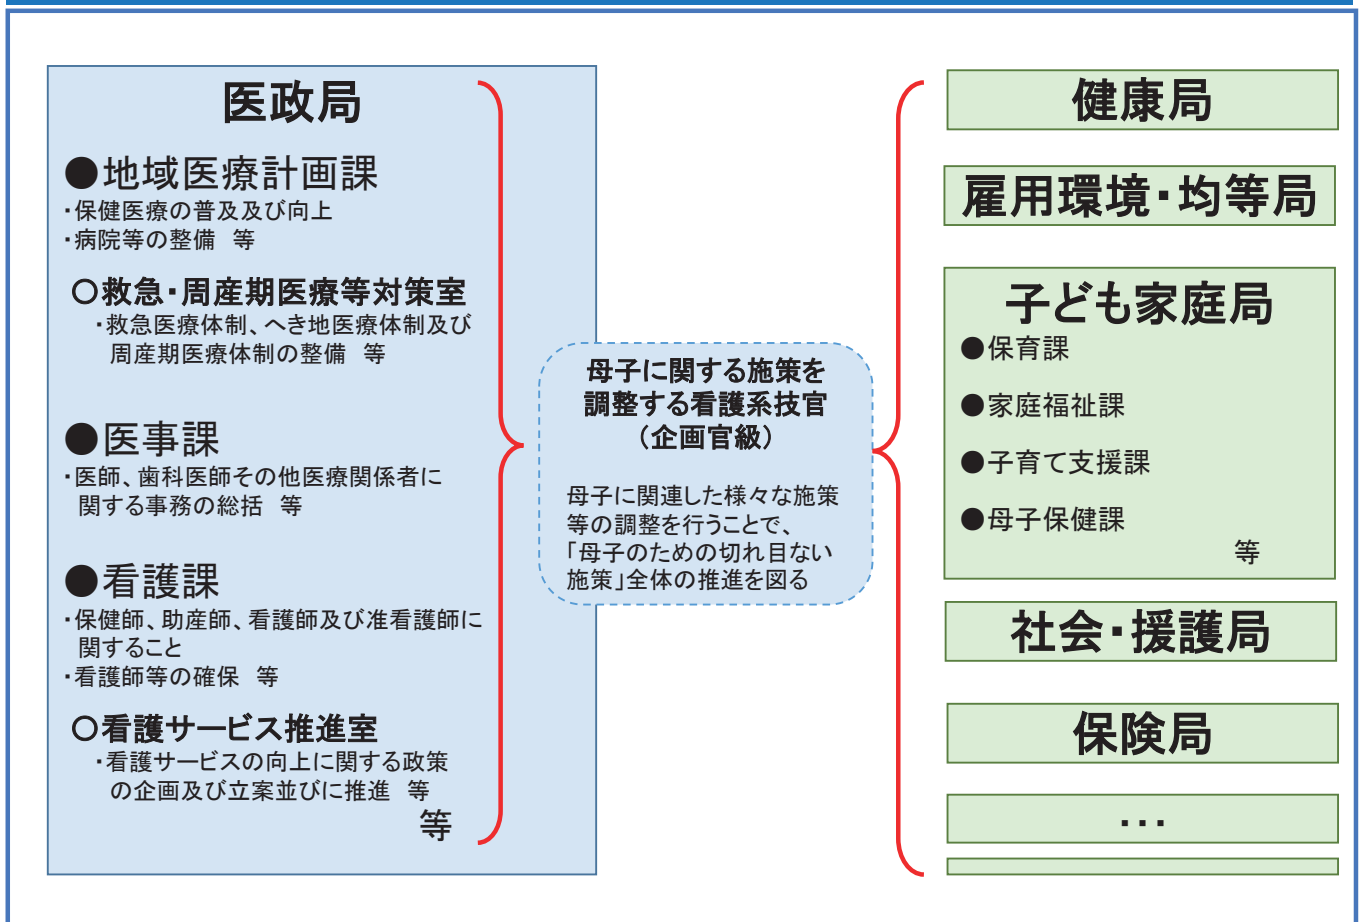 医政局
●地域医療計画課
・保健医療の普及及び向上
・病院等の整備　等
○救急・周産期医療等対策室
・救急医療体制、へき地医療体制及び
周産期医療体制の整備　等
●医事課
・医師、歯科医師その他医療関係者に
関する事務の総括　等
●看護課
・保健師、助産師、看護師及び准看護師に
関すること
・看護師等の確保　等
○看護サービス推進室
・看護サービスの向上に関する政策
の企画及び立案並びに推進　等
等
母子に関する施策を
調整する看護系技官
（企画官級）
母子に関連した様々な施策
等の調整を行うことで、
「母子のための切れ目ない
施策」全体の推進を図る
健康局
雇用環境・均等局
子ども家庭局
●保育課
●家庭福祉課
●子育て支援課
●母子保健課
等
社会・援護局
保険局
・・・